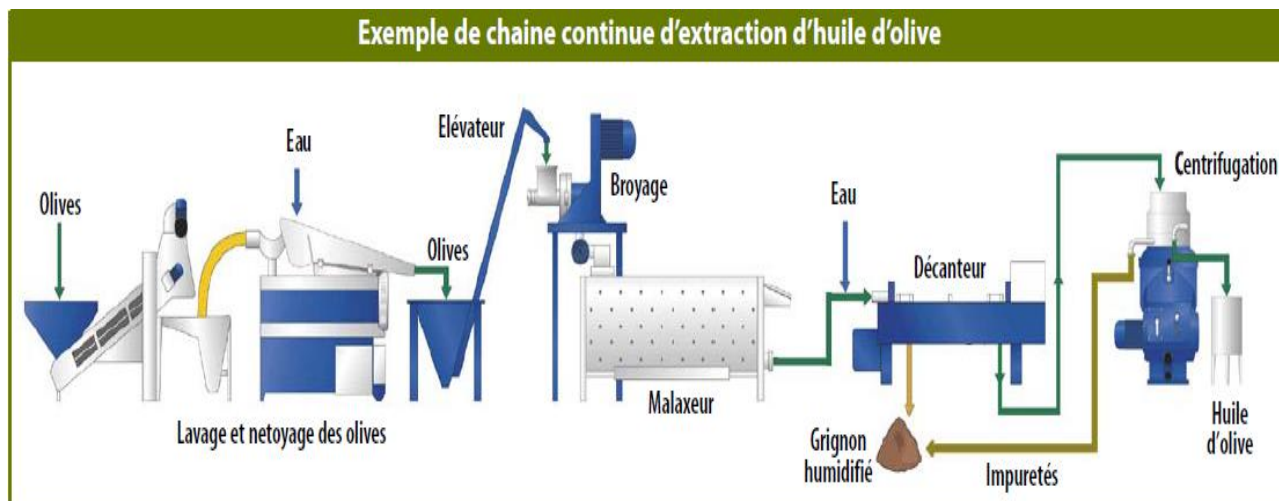 Exemple de chaine continue d'extraction d'huile d'olive
Olives
Eau
Lavage et netoyage des olives
Olives
Elévateur
Broyage
Malaxeur
Eau
Décanteur
Grignon
humidifié
Impuretés
Centrifugation
Huile
d'olive